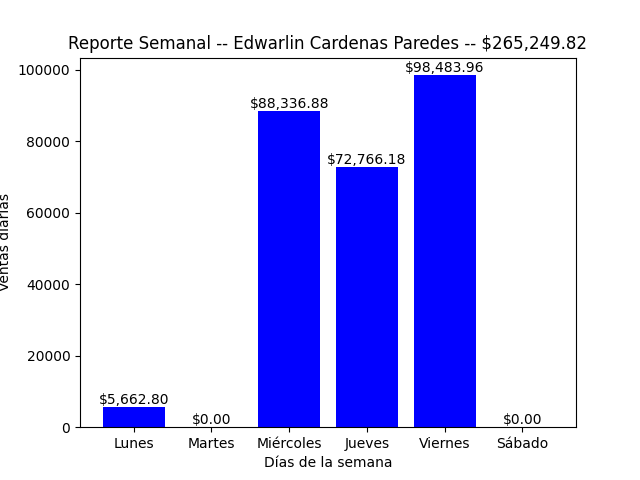 Reporte Semanal -- Edwarlin Cardenas Paredes -- $265,249.82
100000
80000
60000
40000
20000
0
Ventas diarias
$5,662.80
$0.00
$88,336.88
$72,766.18
$98,483.96
$0.00
Lunes
Martes
Miércoles
Jueves
Viernes
Sábado
Días de la semana